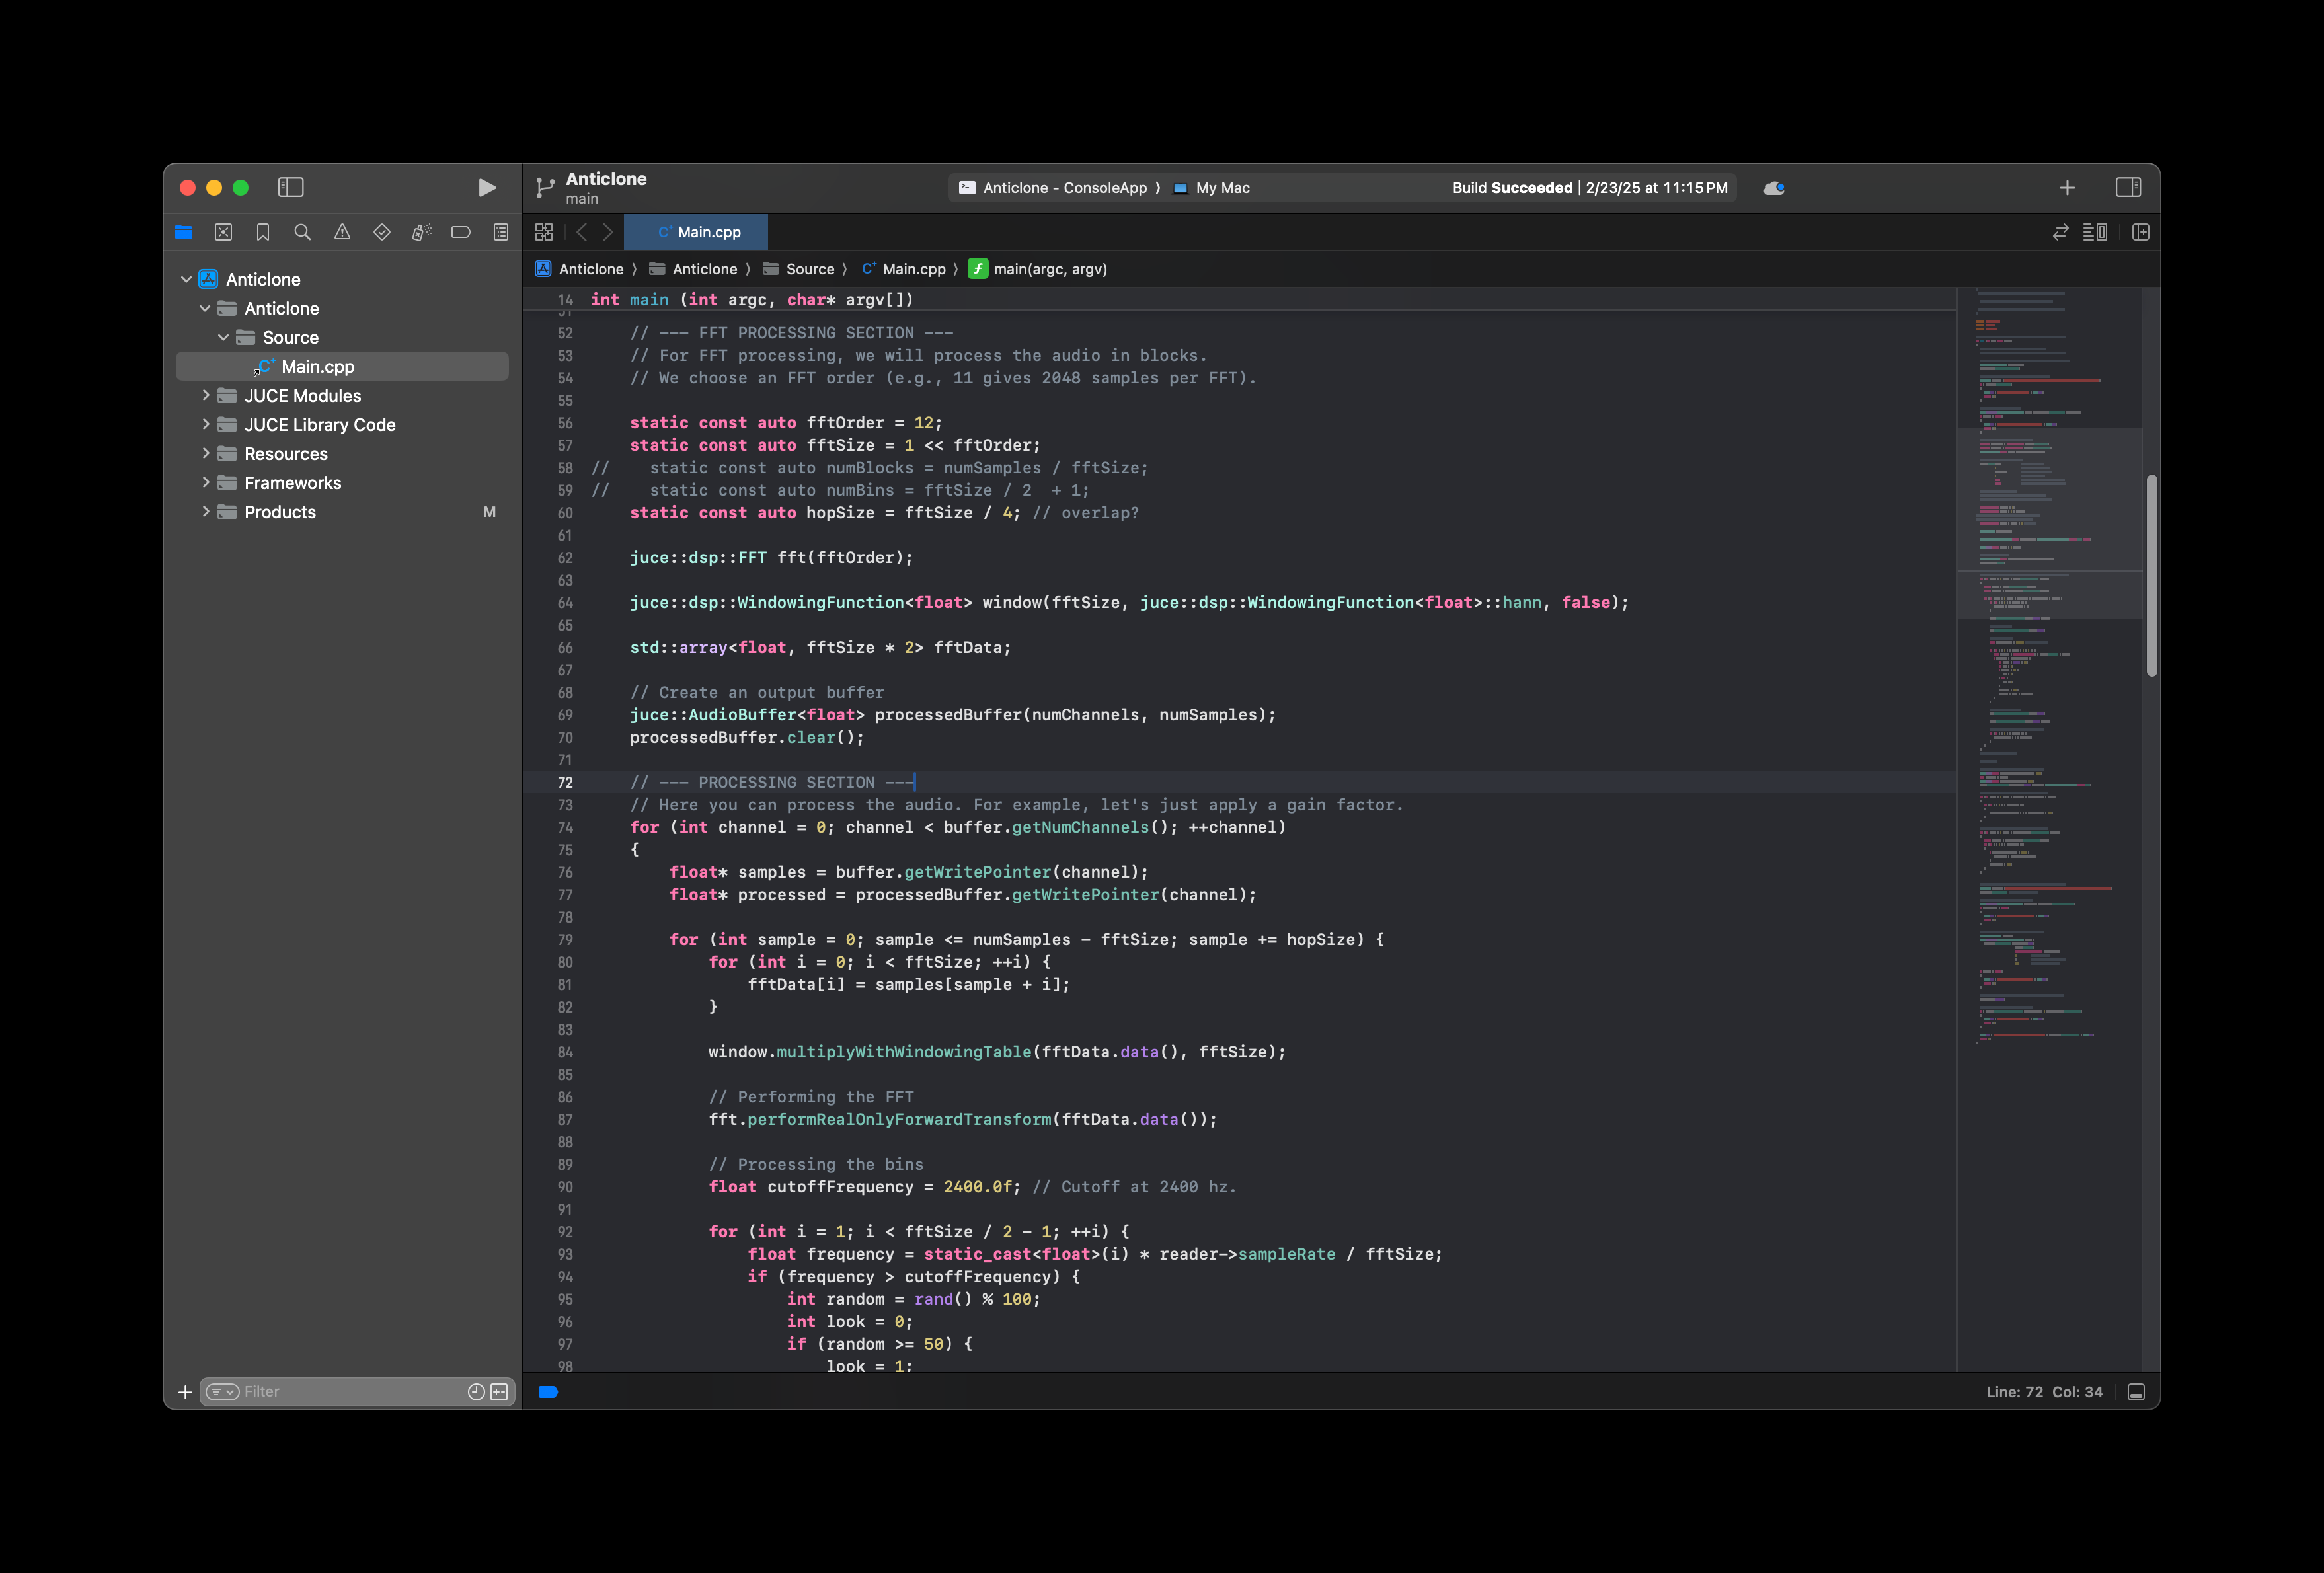 Anticlone
main
Anticlone - ConsoleApp 〉 My Mac
Build Succeeded | 2/23/25 at 11:15 PM
Main.cpp
Anticlone 〉 Anticlone 〉 Source 〉 Main.cpp 〉 main(argc, argv)
Anticlone
Anticlone
Source
Main.cpp
JUCE Modules
JUCE Library Code
Resources
Frameworks
Products M
Filter
14 int main (int argc, char* argv[])
51
52 // --- FFT PROCESSING SECTION ---
53 // For FFT processing, we will process the audio in blocks.
54 // We choose an FFT order (e.g., 11 gives 2048 samples per FFT).
55
56 static const auto fftOrder = 12;
57 static const auto fftSize = 1 << fftOrder;
58 // static const auto numBlocks = numSamples / fftSize;
59 // static const auto numBins = fftSize / 2 + 1;
60 static const auto hopSize = fftSize / 4; // overlap?
61
62 juce::dsp::FFT fft(fftOrder);
63
64 juce::dsp::WindowingFunction<float> window(fftSize, juce::dsp::WindowingFunction<float>::hann, false);
65
66 std::array<float, fftSize * 2> fftData;
67
68 // Create an output buffer
69 juce::AudioBuffer<float> processedBuffer(numChannels, numSamples);
70 processedBuffer.clear();
71
72 // --- PROCESSING SECTION ---
73 // Here you can process the audio. For example, let's just apply a gain factor.
74 for (int channel = 0; channel < buffer.getNumChannels(); ++channel)
75 {
76 float* samples = buffer.getWritePointer(channel);
77 float* processed = processedBuffer.getWritePointer(channel);
78
79 for (int sample = 0; sample <= numSamples - fftSize; sample += hopSize) {
80 for (int i = 0; i < fftSize; ++i) {
81 fftData[i] = samples[sample + i];
82 }
83
84 window.multiplyWithWindowingTable(fftData.data(), fftSize);
85
86 // Performing the FFT
87 fft.performRealOnlyForwardTransform(fftData.data());
88
89 // Processing the bins
90 float cutoffFrequency = 2400.0f; // Cutoff at 2400 hz.
91
92 for (int i = 1; i < fftSize / 2 - 1; ++i) {
93 float frequency = static_cast<float>(i) * reader->sampleRate / fftSize;
94 if (frequency > cutoffFrequency) {
95 int random = rand() % 100;
96 int look = 0;
97 if (random >= 50) {
98 look = 1;
Line: 72 Col: 34